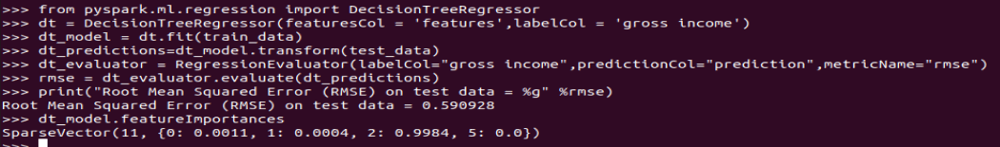 >>> from pyspark.ml.regression import DecisionTreeRegressor
>>> dt = DecisionTreeRegressor(featuresCol = 'features',labelCol = 'gross income')
>>> dt_model = dt.fit(train_data)
>>> dt_predictions=dt_model.transform(test_data)
>>> dt_evaluator = RegressionEvaluator(labelCol="gross income",predictionCol="prediction",metricName="rmse")
>>> rmse = dt_evaluator.evaluate(dt_predictions)
>>> print("Root Mean Squared Error (RMSE) on test data = %g" %rmse)
Root Mean Squared Error (RMSE) on test data = 0.590928
>>> dt_model.featureImportances
SparseVector(11, {0: 0.0011, 1: 0.0004, 2: 0.9984, 5: 0.0})
>>>